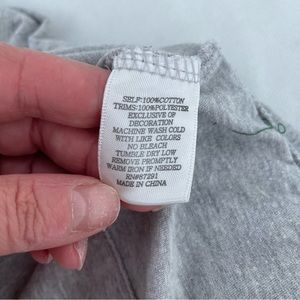 SELF:100%COTTON
TRIMS:100%POLYESTER
EXCLUSIVE OF
DECORATION
MACHINE WASH COLD
WITH LIKE COLORS
NO BLEACH
TUMBLE DRY LOW
REMOVE PROMPTLY
WARM IRON IF NEEDED
RN#87291
MADE IN CHINA